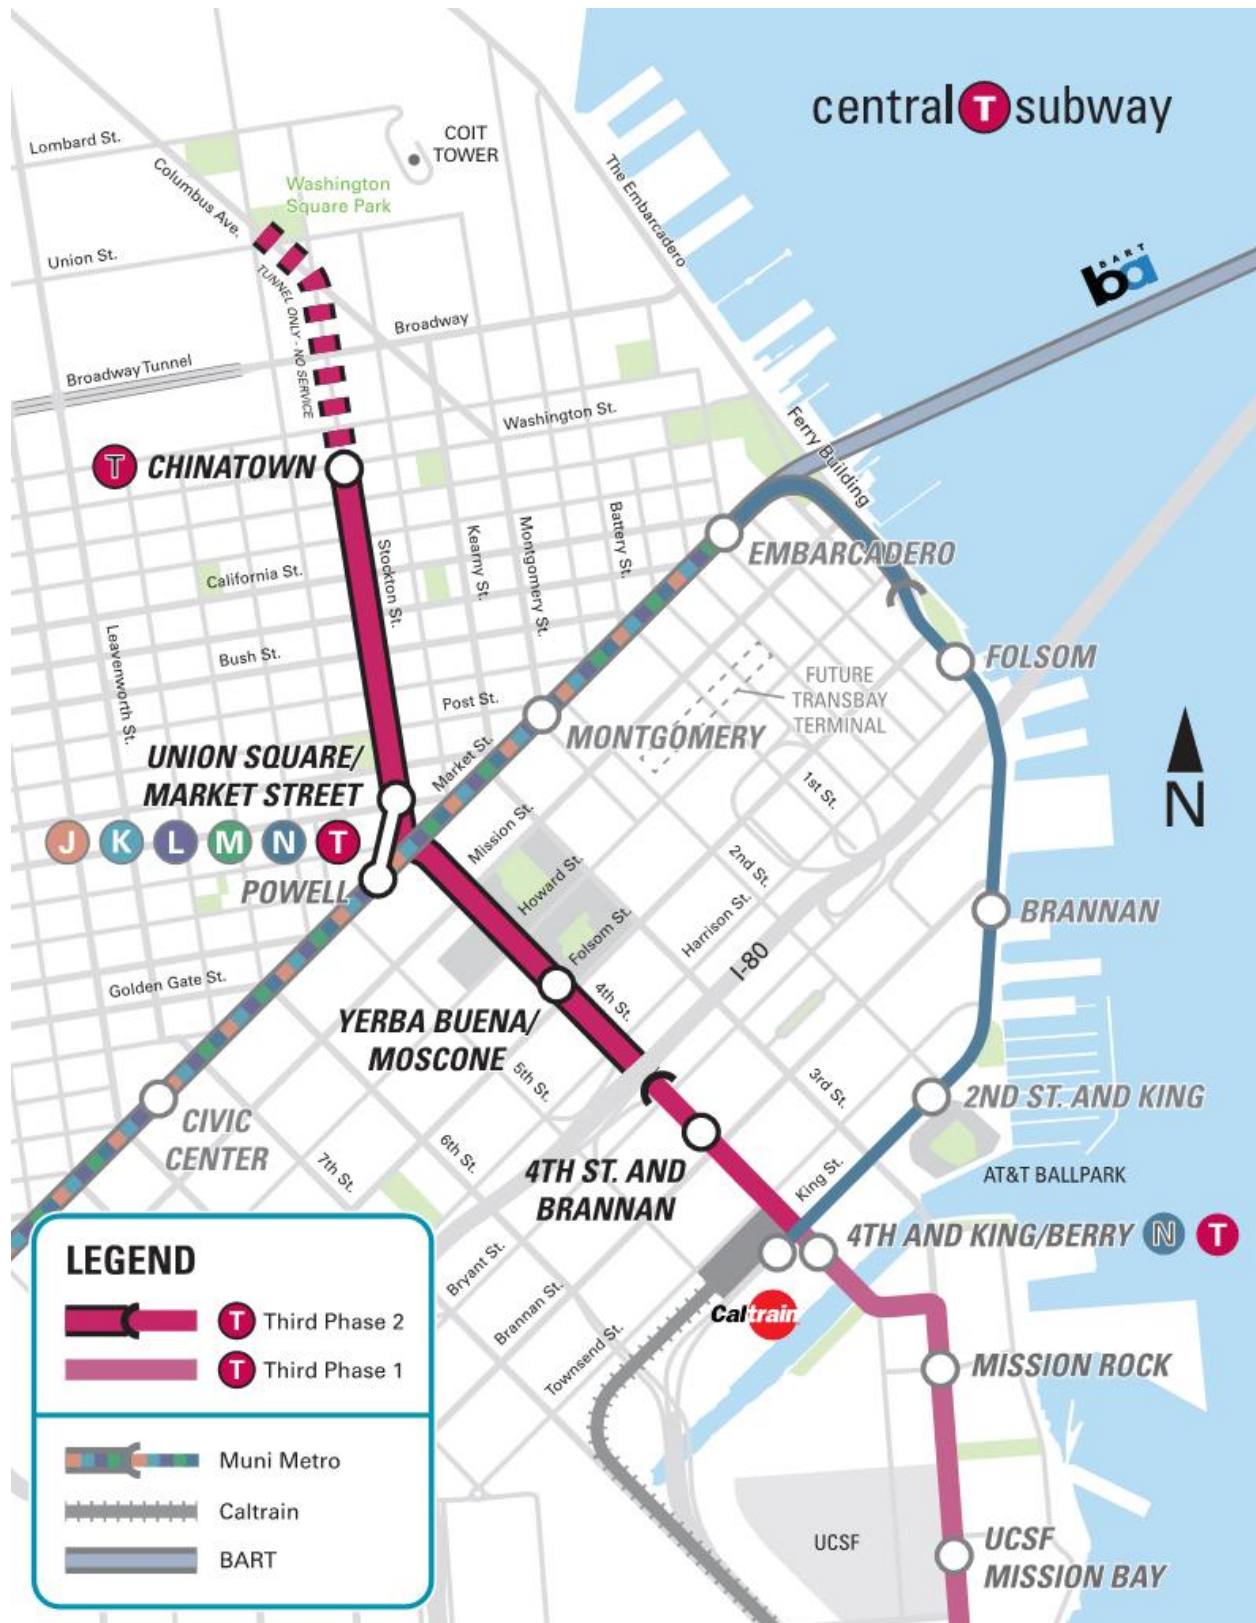 central T subway
Lombard St.
COIT
TOWER
Columbus Ave.
Washington
Square Park
The Embarcadero
Union St.
BART
ba
TUNNEL ONLY - NO SERVICE
Broadway
Broadway Tunnel
Washington St.
Ferry Building
T CHINATOWN
Stockton St.
Kearny St.
Montgomery St.
Battery St.
EMBARCADERO
California St.
Leavenworth St.
Bush St.
FOLSOM
FUTURE
TRANSBAY
TERMINAL
Post St.
MONTGOMERY
Market St.
UNION SQUARE/
MARKET STREET
J K L M N T
POWELL
1st St.
N
Mission St.
Howard St.
2nd St.
Folsom St.
Harrison St.
BRANNAN
I-80
Golden Gate St.
4th St.
YERBA BUENA/
MOSCONE
5th St.
3rd St.
2ND ST. AND KING
CIVIC
CENTER
6th St.
7th St.
4TH ST. AND
BRANNAN
King St.
AT&T BALLPARK
4TH AND KING/BERRY N T
Bryant St.
Brannan St.
Townsend St.
Caltrain
MISSION ROCK
UCSF
UCSF
MISSION BAY
LEGEND
T Third Phase 2
T Third Phase 1
Muni Metro
Caltrain
BART